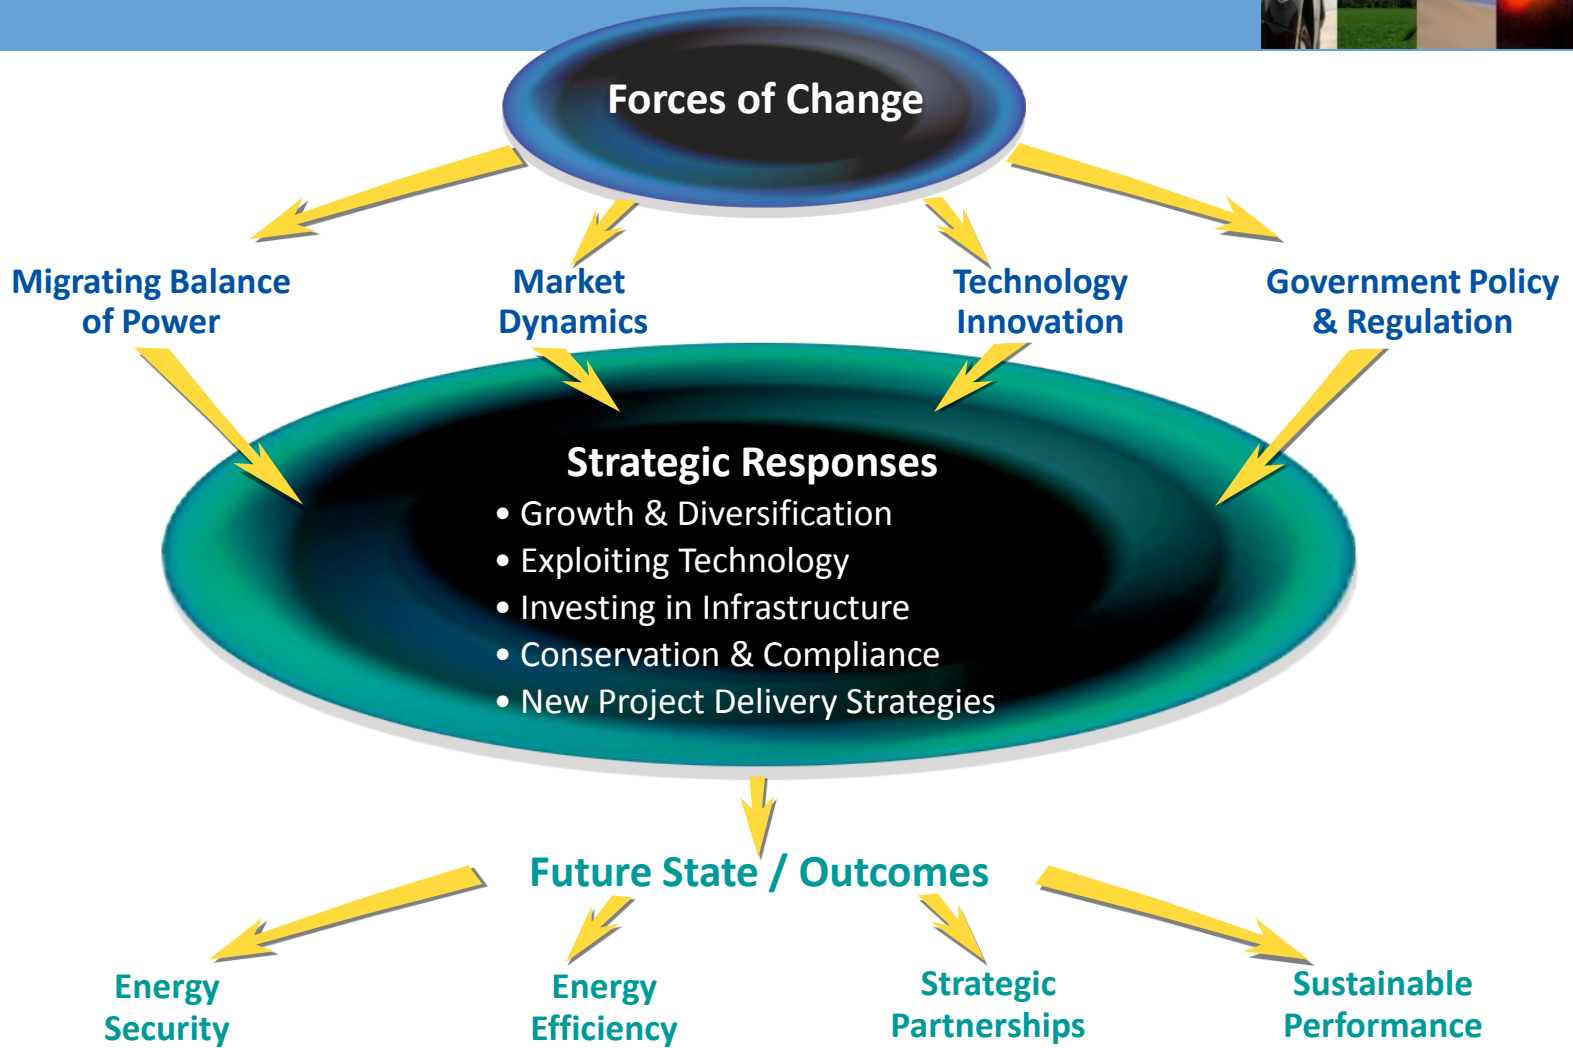 Forces of Change
Migrating Balance
of Power
Market
Dynamics
Technology
Innovation
Government Policy
& Regulation
Strategic Responses
• Growth & Diversification
• Exploiting Technology
• Investing in Infrastructure
• Conservation & Compliance
• New Project Delivery Strategies
Future State / Outcomes
Energy
Security
Energy
Efficiency
Strategic
Partnerships
Sustainable
Performance